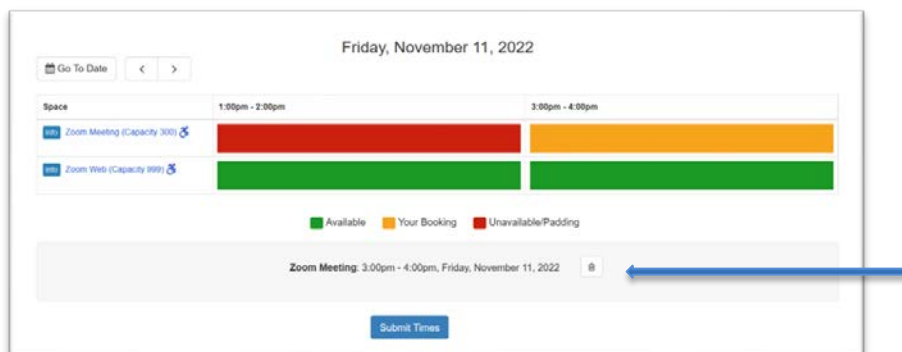 Friday, November 11, 2022
Go To Date < >
Space 1:00pm - 2:00pm 3:00pm - 4:00pm
Info Zoom Meeting (Capacity 300)
Info Zoom Web (Capacity 999)
Available Your Booking Unavailable/Padding
Zoom Meeting: 3:00pm - 4:00pm, Friday, November 11, 2022
Submit Times